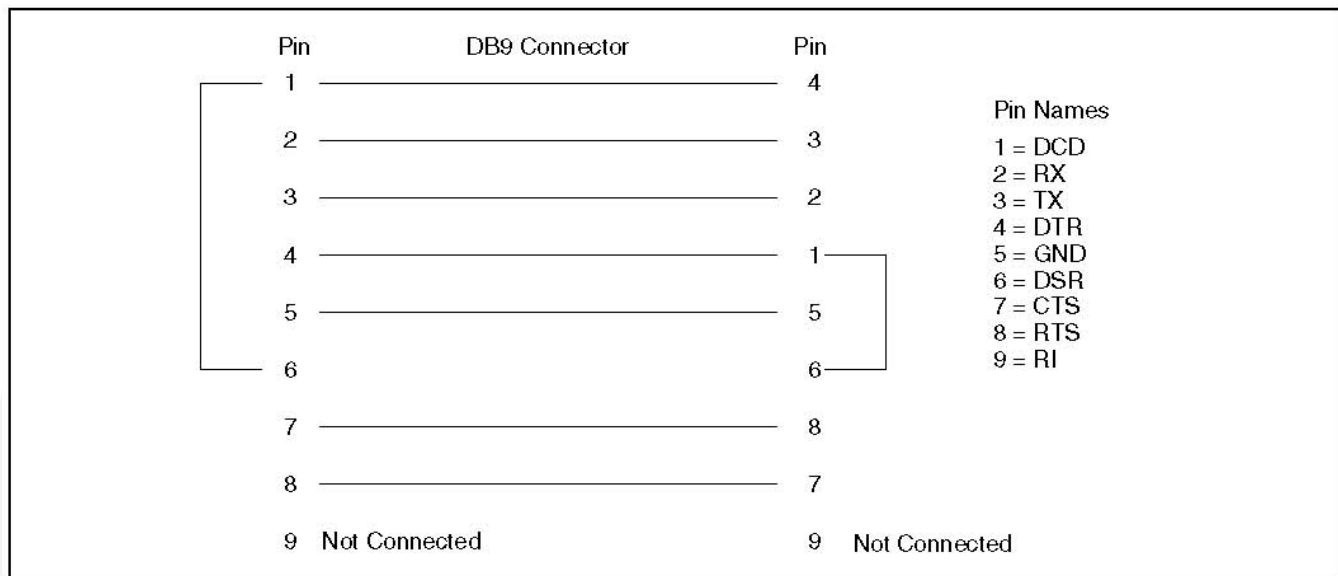 Pin DB9 Connector Pin
1 4
2 3
3 2
4 1
5 5
6 6
7 8
8 7
9 Not Connected 9 Not Connected
Pin Names
1 = DCD
2 = RX
3 = TX
4 = DTR
5 = GND
6 = DSR
7 = CTS
8 = RTS
9 = RI